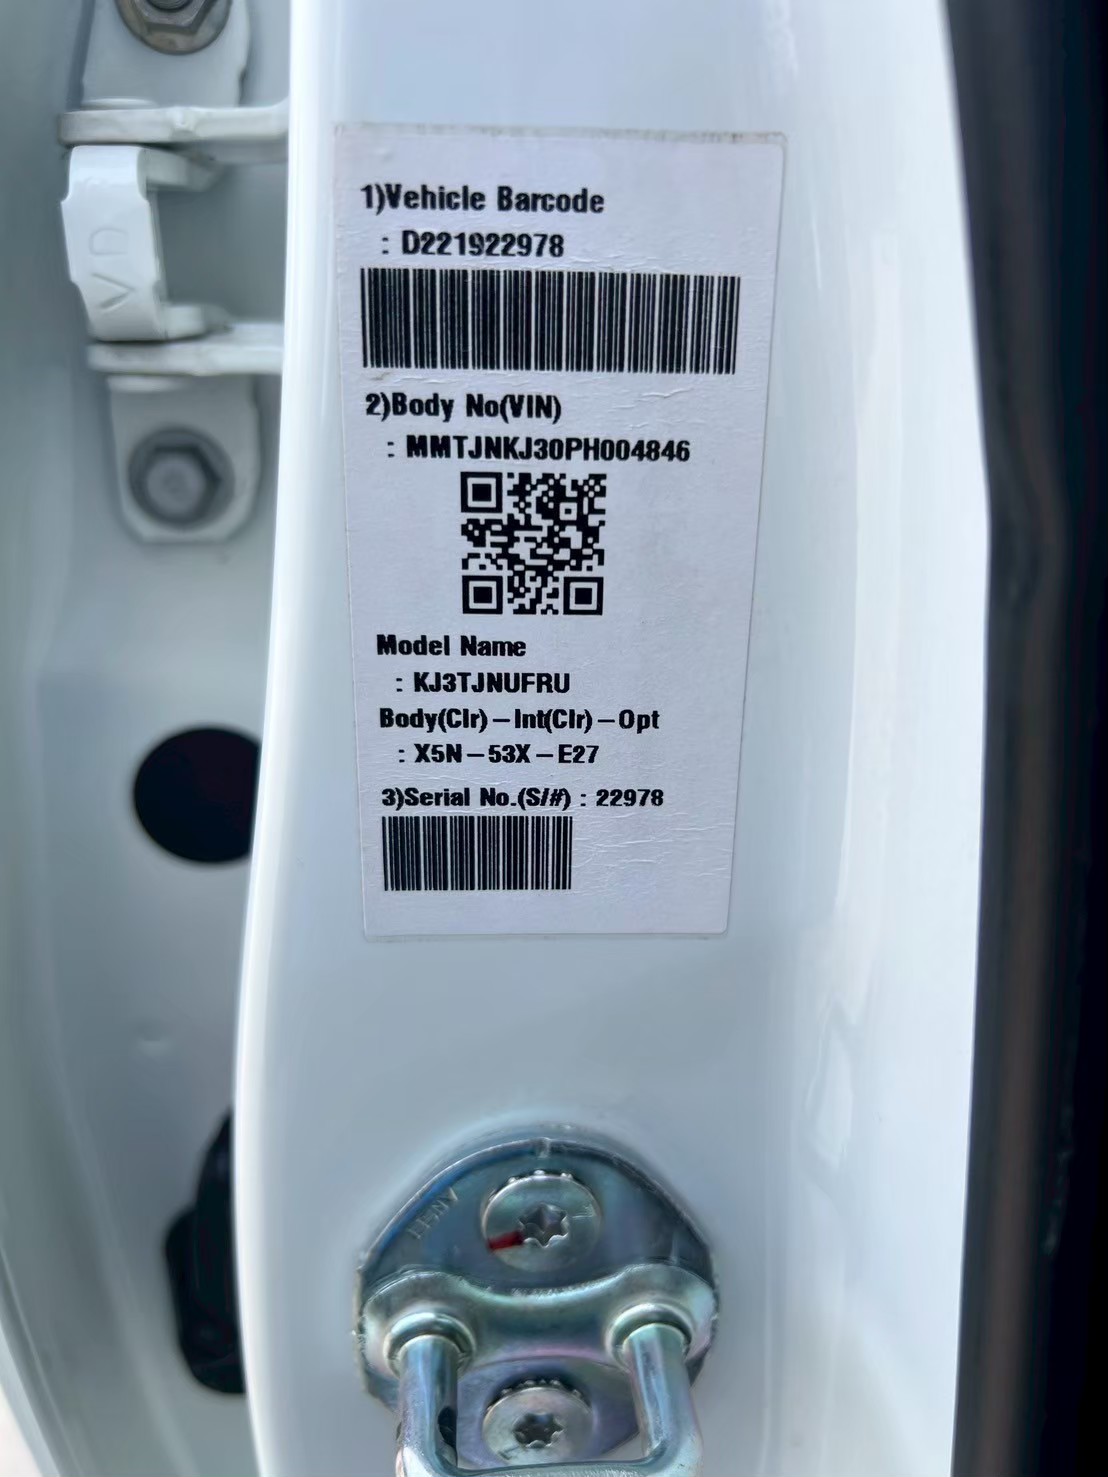 1)Vehicle Barcode
: D221922978
2)Body No(VIN)
: MMTJNKJ30PH004846
Model Name
: KJ3TJNUFRU
Body(Clr)-Int(Clr)-Opt
: X5N-53X-E27
3)Serial No.(S/#) : 22978
VD